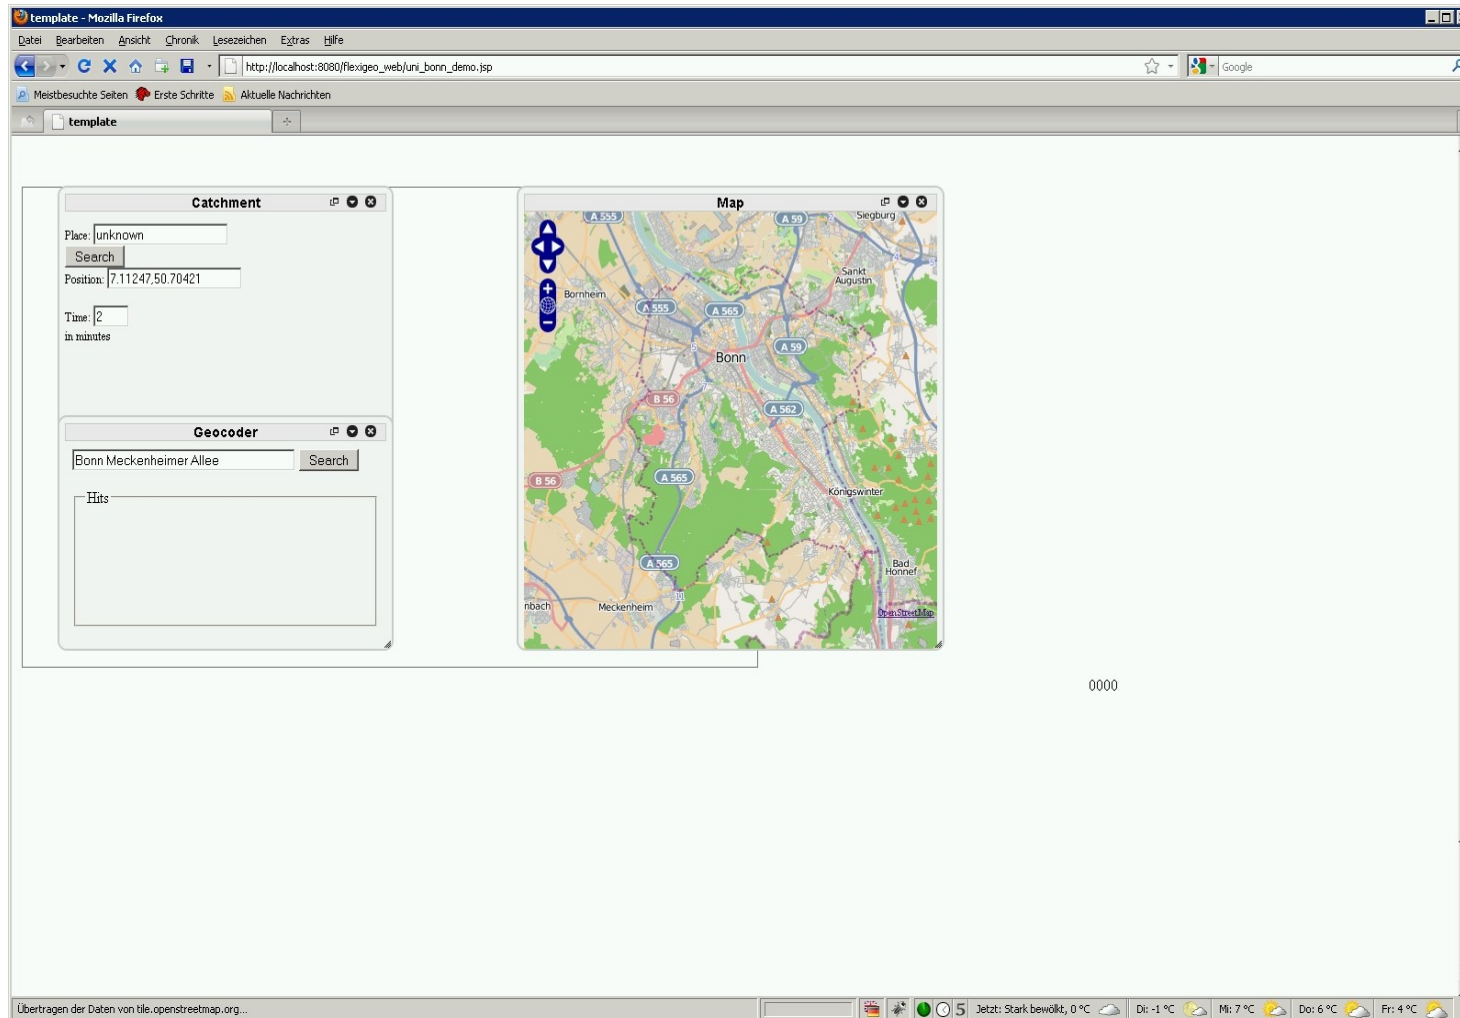 template - Mozilla Firefox
Datei Bearbeiten Ansicht Chronik Lesezeichen Extras Hilfe
http://localhost:8080/flexigeo_web/uni_bonn_demo.jsp
Google
Meistbesuchte Seiten Erste Schritte Aktuelle Nachrichten
template
Catchment
Place: unknown
Search
Position: 7.11247,50.70421
Time: 2
in minutes
Geocoder
Bonn Meckenheimer Allee Search
Hits
Map
A 555
A 59
Siegburg
Sankt
Augustin
Bornheim
A 555
A 565
A 59
Bonn
B 56
A 562
B 56
A 565
Königswinter
A 565
Bad
Honnef
nbach
Meckenheim
11
OpenStreetMap
0000
Übertragen der Daten von tile.openstreetmap.org...
5 Jetzt: Stark bewölkt, 0 °C Di: -1 °C Mi: 7 °C Do: 6 °C Fr: 4 °C